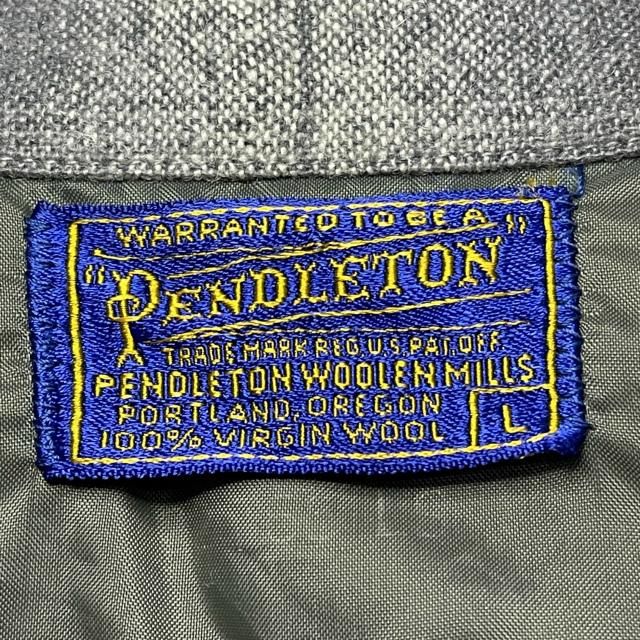 WARRANTED TO BE A
"PENDLETON"
TRADE MARK REG. U.S. PAT. OFF.
PENDLETON WOOLEN MILLS
PORTLAND, OREGON
100% VIRGIN WOOL
L